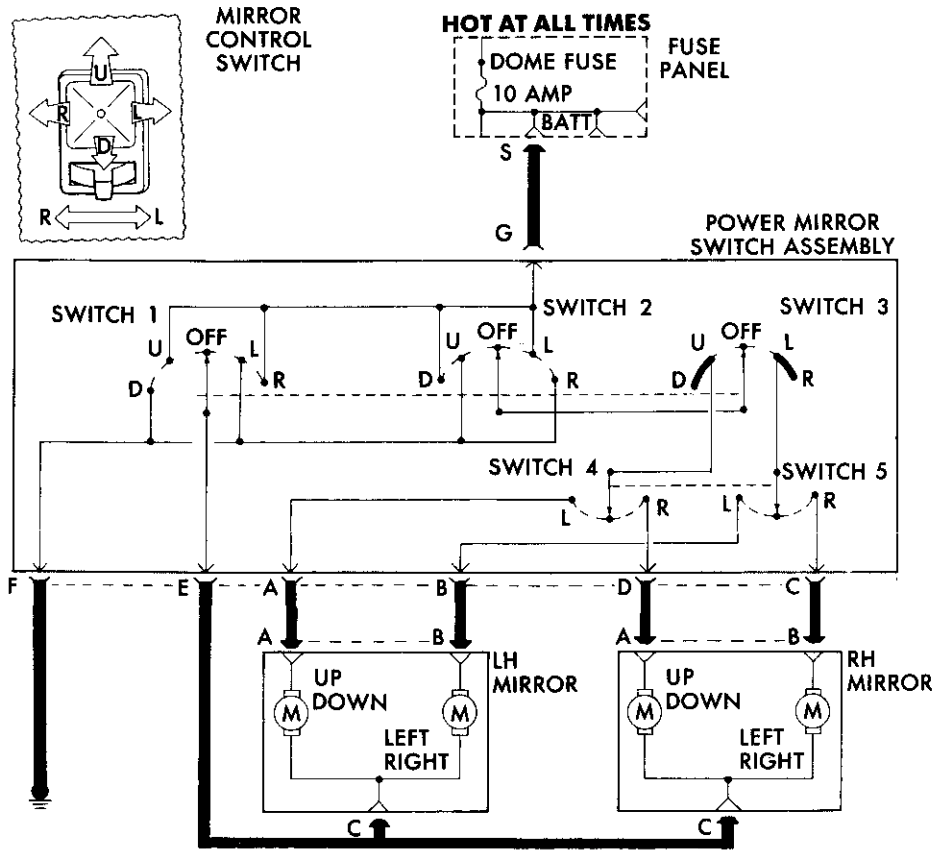 MIRROR
CONTROL
SWITCH
U
R
L
D
R
L
HOT AT ALL TIMES
DOME FUSE
10 AMP
BATT
FUSE
PANEL
S
G
POWER MIRROR
SWITCH ASSEMBLY
SWITCH 1
OFF
U
L
D
R
SWITCH 2
OFF
U
L
D
R
SWITCH 3
OFF
U
L
D
R
SWITCH 4
L
R
SWITCH 5
L
R
F
E
A
B
D
C
A
B
LH
MIRROR
UP
DOWN
M
M
LEFT
RIGHT
C
A
B
RH
MIRROR
UP
DOWN
M
M
LEFT
RIGHT
C